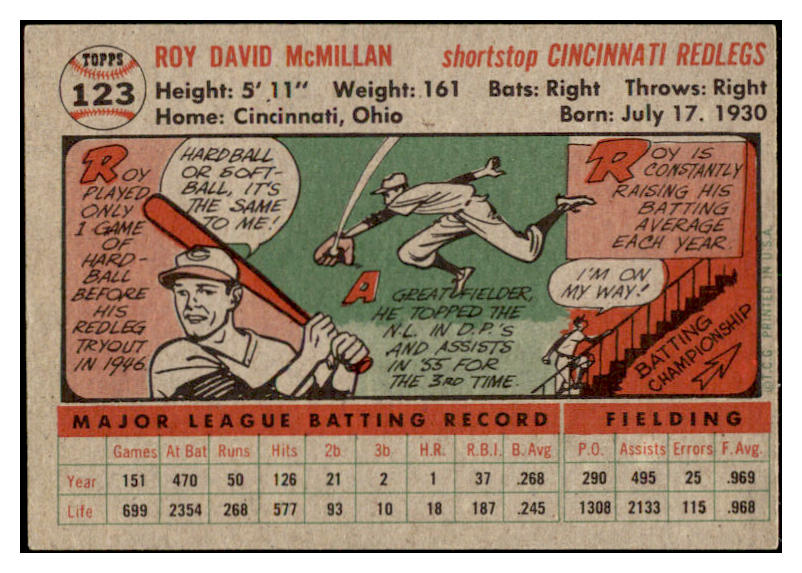 TOPPS
123
ROY DAVID McMILLAN shortstop CINCINNATI REDLEGS
Height: 5' 11" Weight: 161 Bats: Right Throws: Right
Home: Cincinnati, Ohio Born: July 17, 1930
ROY
PLAYED
ONLY
1 GAME
OF
HARD-
BALL
BEFORE
HIS
REDLEG
TRYOUT
IN 1946.
HARDBALL
OR SOFT-
BALL, IT'S
THE SAME
TO ME!
A
GREAT FIELDER,
HE TOPPED THE
N.L. IN D.P.'S
AND ASSISTS
IN '55 FOR
THE 3RD TIME.
ROY IS
CONSTANTLY
RAISING HIS
BATTING
AVERAGE
EACH YEAR.
I'M ON
MY WAY!
BATTING
CHAMPIONSHIP
©T.C.G. PRINTED IN U.S.A.
MAJOR LEAGUE BATTING RECORD FIELDING
Games At Bat Runs Hits 2b 3b H.R. R.B.I. B. Avg P.O. Assists Errors F. Avg.
Year 151 470 50 126 21 2 1 37 .268 290 495 25 .969
Life 699 2354 268 577 93 10 18 187 .245 1308 2133 115 .968